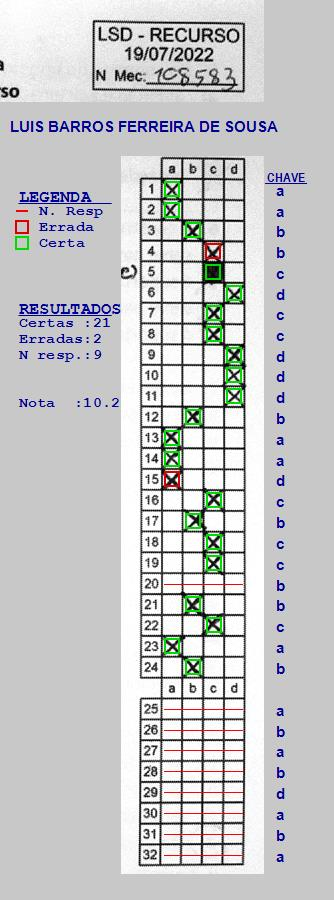 LSD - RECURSO
19/07/2022
N Mec: 108583
LUIS BARROS FERREIRA DE SOUSA
LEGENDA
N. Resp
Errada
Certa
RESULTADOS
Certas :21
Erradas:2
N resp.:9
Nota :10.2
a b c d CHAVE
1 a
2 a
3 b
4 b
c) 5 c
6 d
7 c
8 c
9 d
10 d
11 d
12 b
13 a
14 a
15 d
16 c
17 b
18 c
19 c
20 b
21 b
22 c
23 a
24 b
a b c d
25 a
26 b
27 a
28 b
29 d
30 a
31 b
32 a